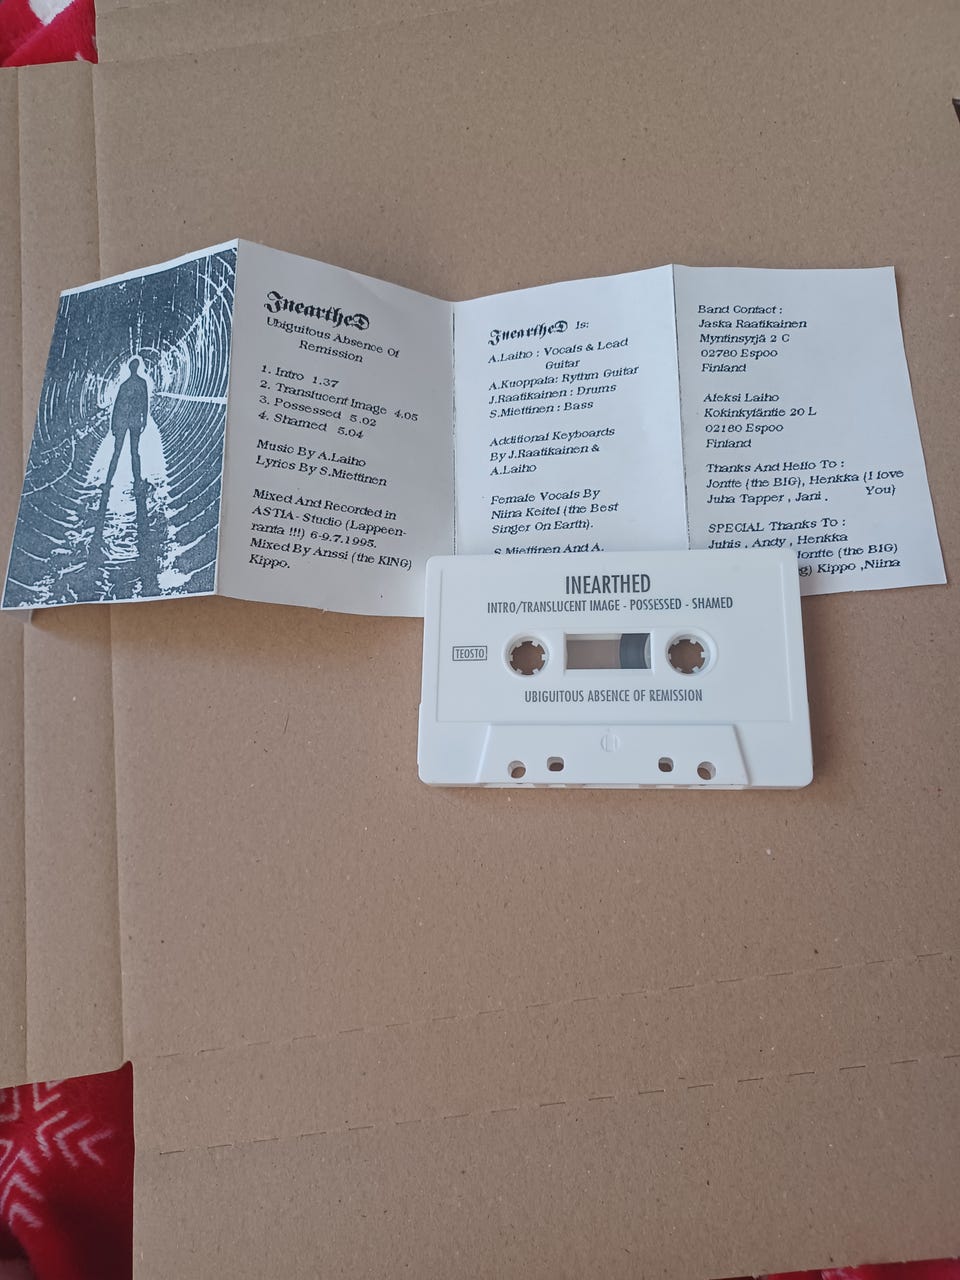 IneartheD
Ubiguitous Absence Of
Remission
1. Intro 1.37
2. Translucent Image 4.05
3. Possessed 5.02
4. Shamed 5.04
Music By A.Laiho
Lyrics By S.Miettinen
Mixed And Recorded in
ASTIA- Studio (Lappeen-
ranta !!!) 6-9.7.1995.
Mixed By Anssi (the KING)
Kippo.
IneartheD Is:
A.Laiho : Vocals & Lead
Guitar
A.Kuoppala: Rythm Guitar
J.Raatikainen : Drums
S.Miettinen : Bass
Additional Keyboards
By J.Raatikainen &
A.Laiho
Female Vocals By
Niina Keitel (the Best
Singer On Earth).
S.Miettinen And A.
Band Contact :
Jaska Raatikainen
Myntinsyrjä 2 C
02780 Espoo
Finland
Aleksi Laiho
Kokinkyläntie 20 L
02180 Espoo
Finland
Thanks And Hello To :
Jontte (the BIG), Henkka (I love
Juha Tapper , Jani . You)
SPECIAL Thanks To :
Juhis , Andy , Henkka
Jontte (the BIG)
Kippo ,Niina
INEARTHED
INTRO/TRANSLUCENT IMAGE - POSSESSED - SHAMED
TEOSTO
UBIGUITOUS ABSENCE OF REMISSION